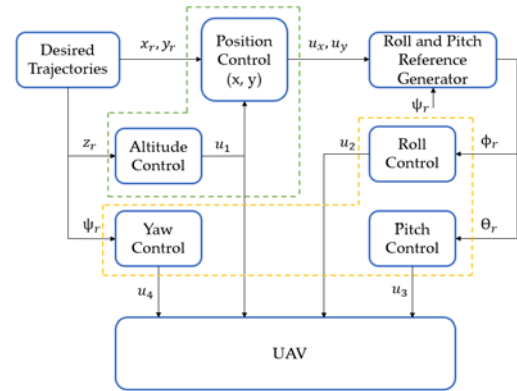 Desired
Trajectories
x_r, y_r
Position
Control
(x, y)
u_x, u_y
Roll and Pitch
Reference
Generator
ψ_r
z_r
Altitude
Control
u_1
u_2
Roll
Control
ϕ_r
ψ_r
Yaw
Control
Pitch
Control
Θ_r
u_4
u_3
UAV